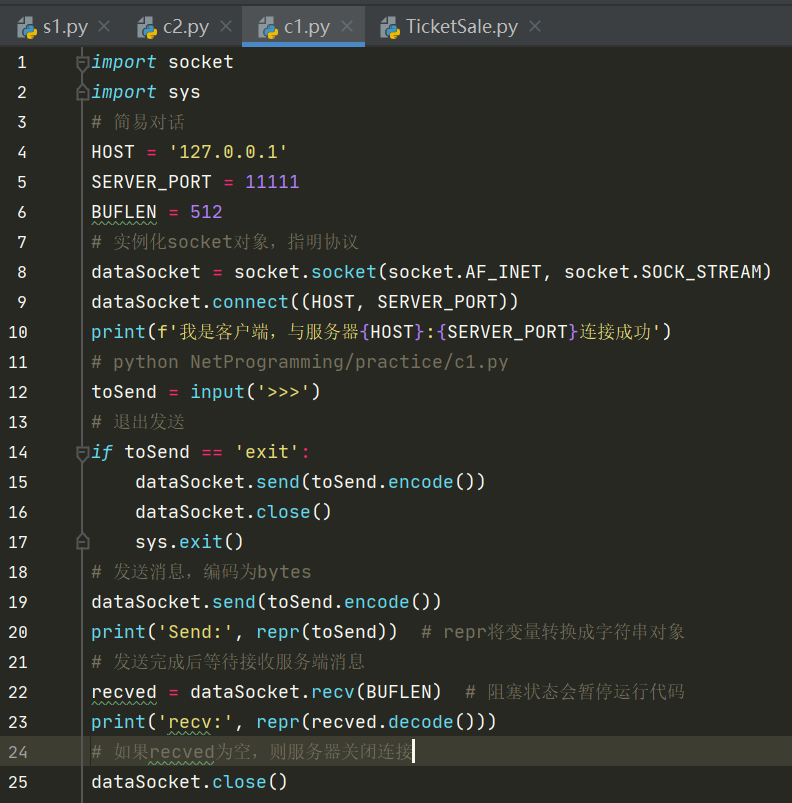 s1.py c2.py c1.py TicketSale.py
1 import socket
2 import sys
3 # 简易对话
4 HOST = '127.0.0.1'
5 SERVER_PORT = 11111
6 BUFLEN = 512
7 # 实例化socket对象，指明协议
8 dataSocket = socket.socket(socket.AF_INET, socket.SOCK_STREAM)
9 dataSocket.connect((HOST, SERVER_PORT))
10 print(f'我是客户端，与服务器{HOST}:{SERVER_PORT}连接成功')
11 # python NetProgramming/practice/c1.py
12 toSend = input('>>>')
13 # 退出发送
14 if toSend == 'exit':
15     dataSocket.send(toSend.encode())
16     dataSocket.close()
17     sys.exit()
18 # 发送消息，编码为bytes
19 dataSocket.send(toSend.encode())
20 print('Send:', repr(toSend))  # repr将变量转换成字符串对象
21 # 发送完成后等待接收服务端消息
22 recved = dataSocket.recv(BUFLEN)  # 阻塞状态会暂停运行代码
23 print('recv:', repr(recved.decode()))
24 # 如果recved为空，则服务器关闭连接
25 dataSocket.close()